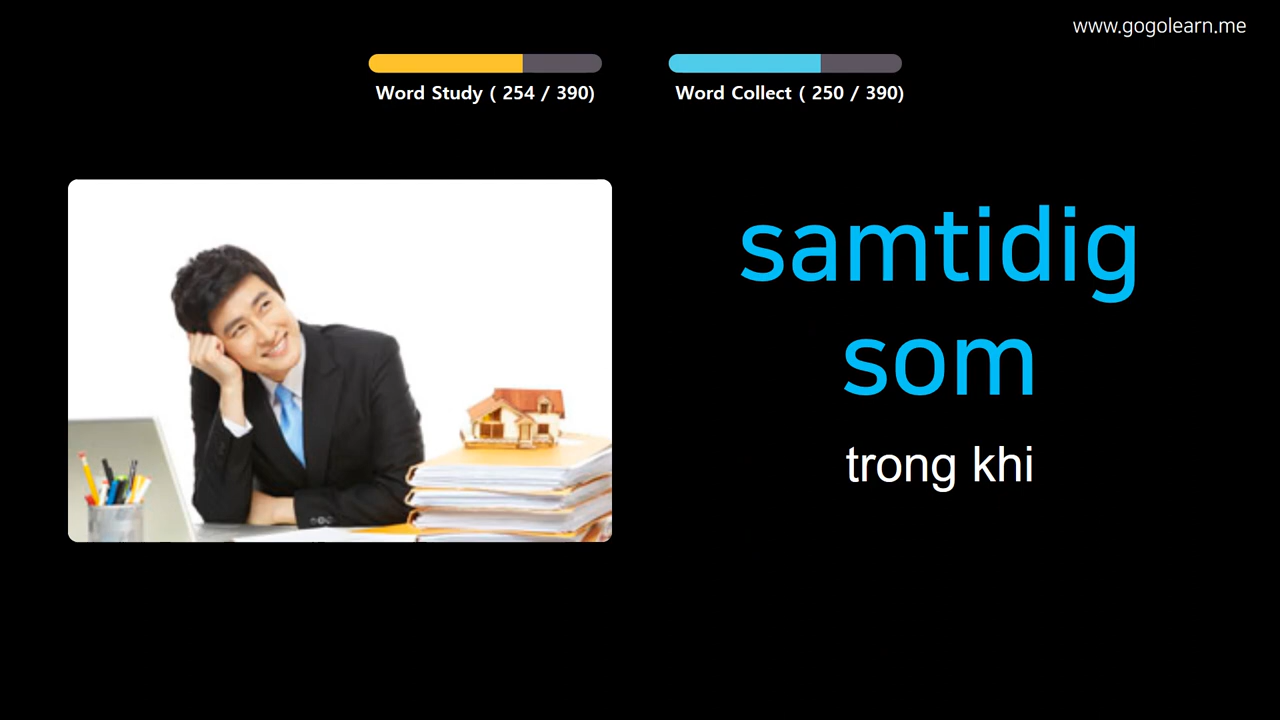 www.gogolearn.me
Word Study ( 254 / 390)
Word Collect ( 250 / 390)
samtidig
som
trong khi